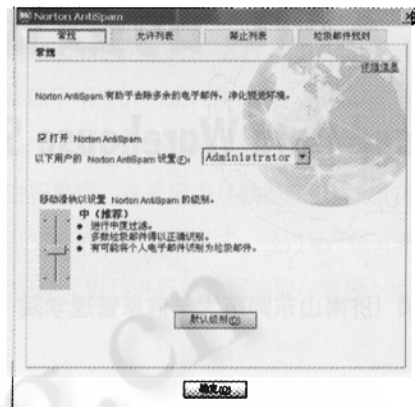 Norton AntiSpam
常规 允许列表 禁止列表 垃圾邮件规则
常规
详细信息
Norton AntiSpam 有助于去除多余的电子邮件，净化视觉环境。
打开 Norton AntiSpam
以下用户的 Norton AntiSpam 设置(F): Administrator
移动滑块以设置 Norton AntiSpam 的级别。
中（推荐）
进行中度过滤。
多数垃圾邮件得以正确识别。
有可能将个人电子邮件识别为垃圾邮件。
默认级别(D)